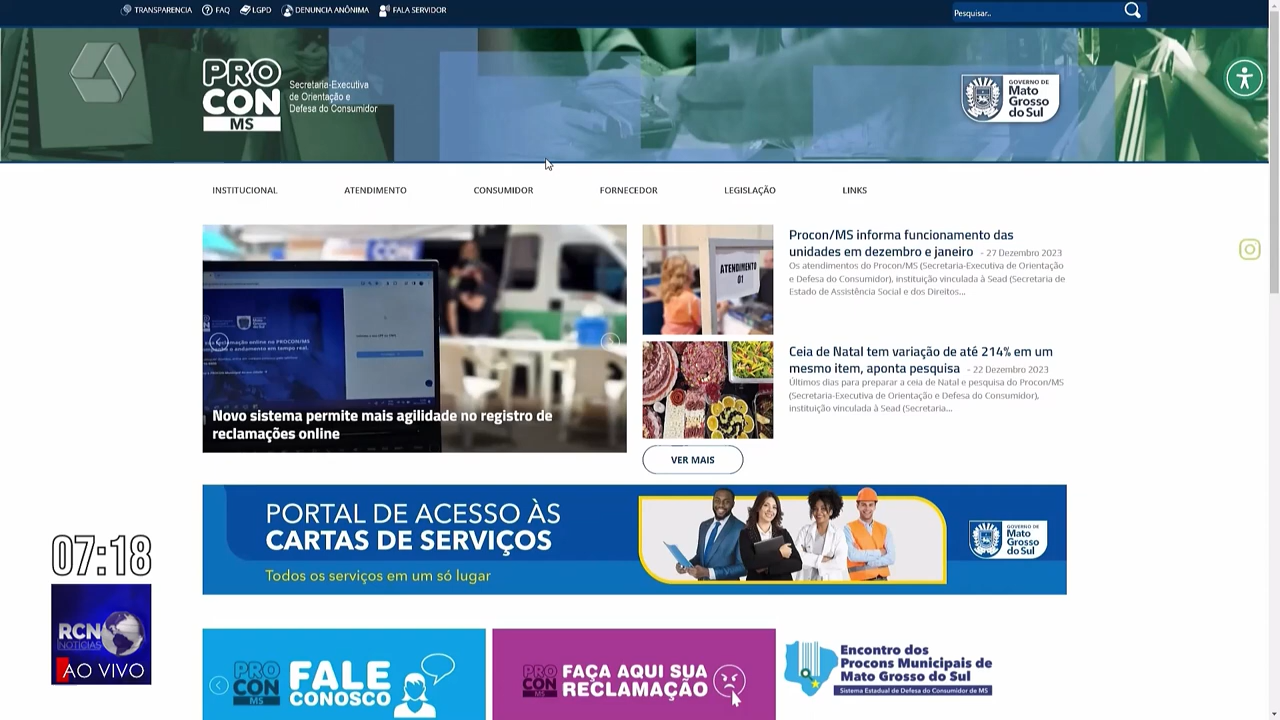 TRANSPARENCIA
FAQ
LGPD
DENUNCIA ANÔNIMA
FALA SERVIDOR
Pesquisar..
PRO
CON
MS
Secretaria-Executiva
de Orientação e
Defesa do Consumidor
GOVERNO DE
Mato
Grosso
do Sul
INSTITUCIONAL
ATENDIMENTO
CONSUMIDOR
FORNECEDOR
LEGISLAÇÃO
LINKS
Novo sistema permite mais agilidade no registro de
reclamações online
ATENDIMENTO
01
Procon/MS informa funcionamento das
unidades em dezembro e janeiro - 27 Dezembro 2023
Os atendimentos do Procon/MS (Secretaria-Executiva de Orientação
e Defesa do Consumidor), instituição vinculada à Sead (Secretaria de
Estado de Assistência Social e dos Direitos...
Ceia de Natal tem variação de até 214% em um
mesmo item, aponta pesquisa - 22 Dezembro 2023
Últimos dias para preparar a ceia de Natal e pesquisa do Procon/MS
(Secretaria-Executiva de Orientação e Defesa do Consumidor),
instituição vinculada à Sead (Secretaria...
VER MAIS
PORTAL DE ACESSO ÀS
CARTAS DE SERVIÇOS
Todos os serviços em um só lugar
GOVERNO DE
Mato
Grosso
do Sul
07:18
RCN
NOTÍCIAS
AO VIVO
PRO
CON
MS
FALE
CONOSCO
PRO
CON
MS
FAÇA AQUI SUA
RECLAMAÇÃO
Encontro dos
Procons Municipais de
Mato Grosso do Sul
Sistema Estadual de Defesa do Consumidor de MS